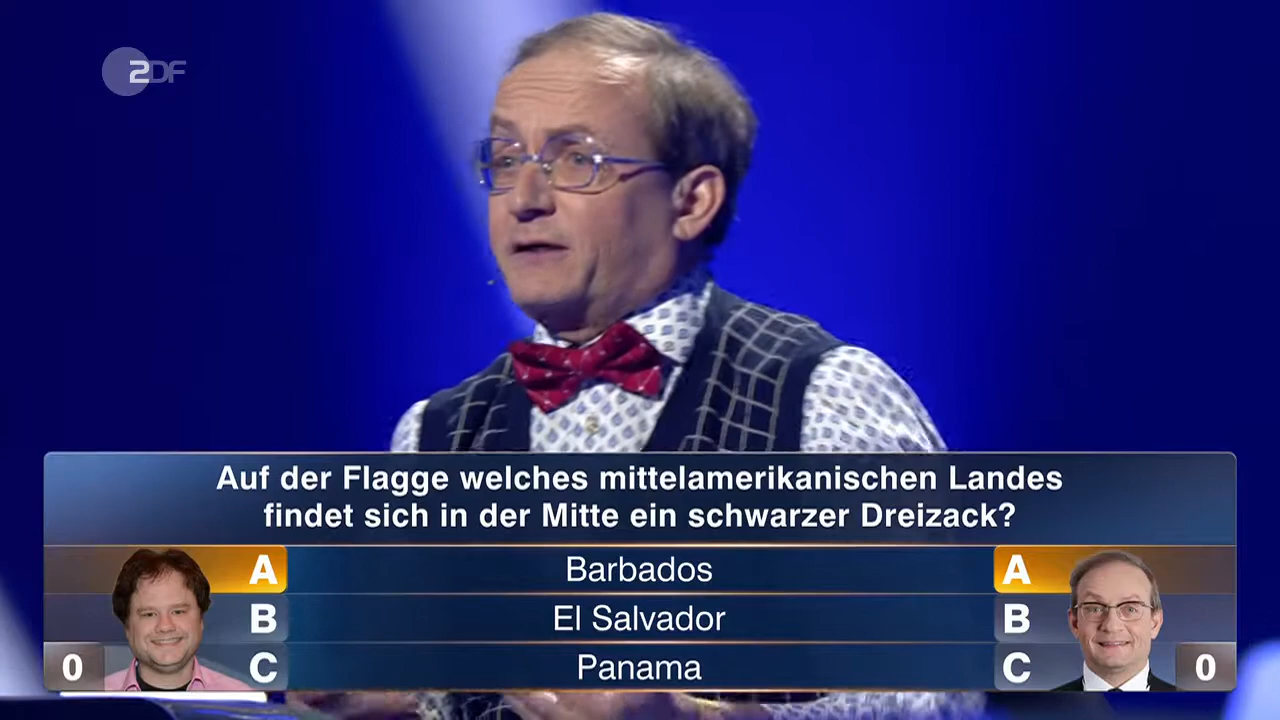 ZDF
Auf der Flagge welches mittelamerikanischen Landes
findet sich in der Mitte ein schwarzer Dreizack?
A Barbados A
B El Salvador B
0 C Panama C 0